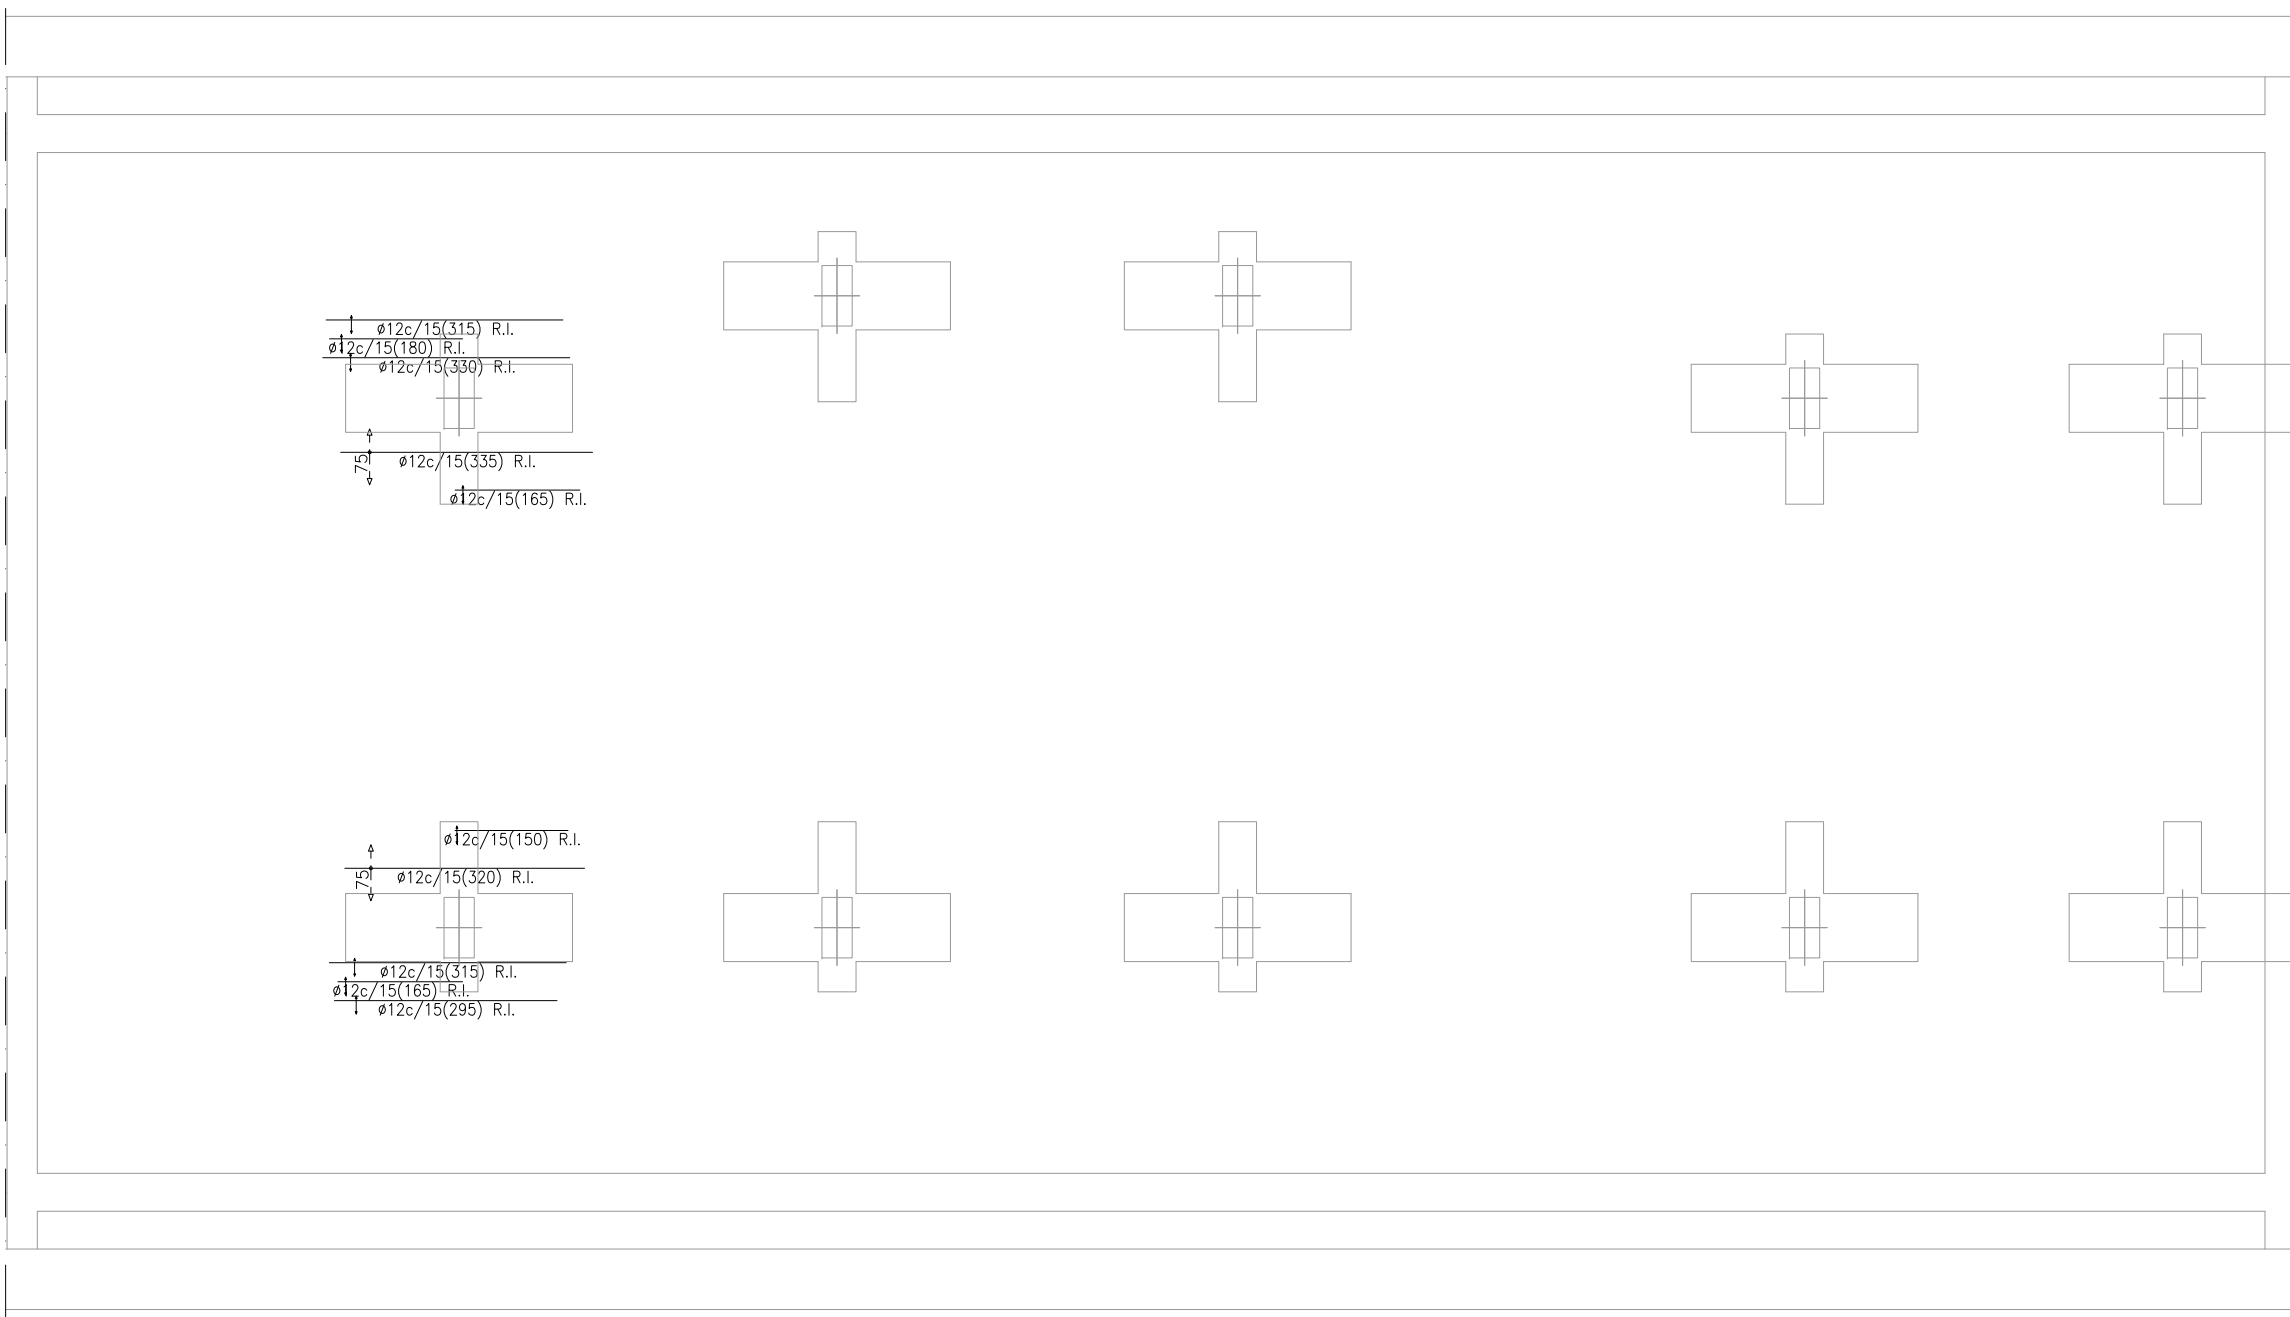 ø12c/15(315) R.I.
ø12c/15(180) R.I.
ø12c/15(330) R.I.
75
ø12c/15(335) R.I.
ø12c/15(165) R.I.
ø12c/15(150) R.I.
75
ø12c/15(320) R.I.
ø12c/15(315) R.I.
ø12c/15(165) R.I.
ø12c/15(295) R.I.